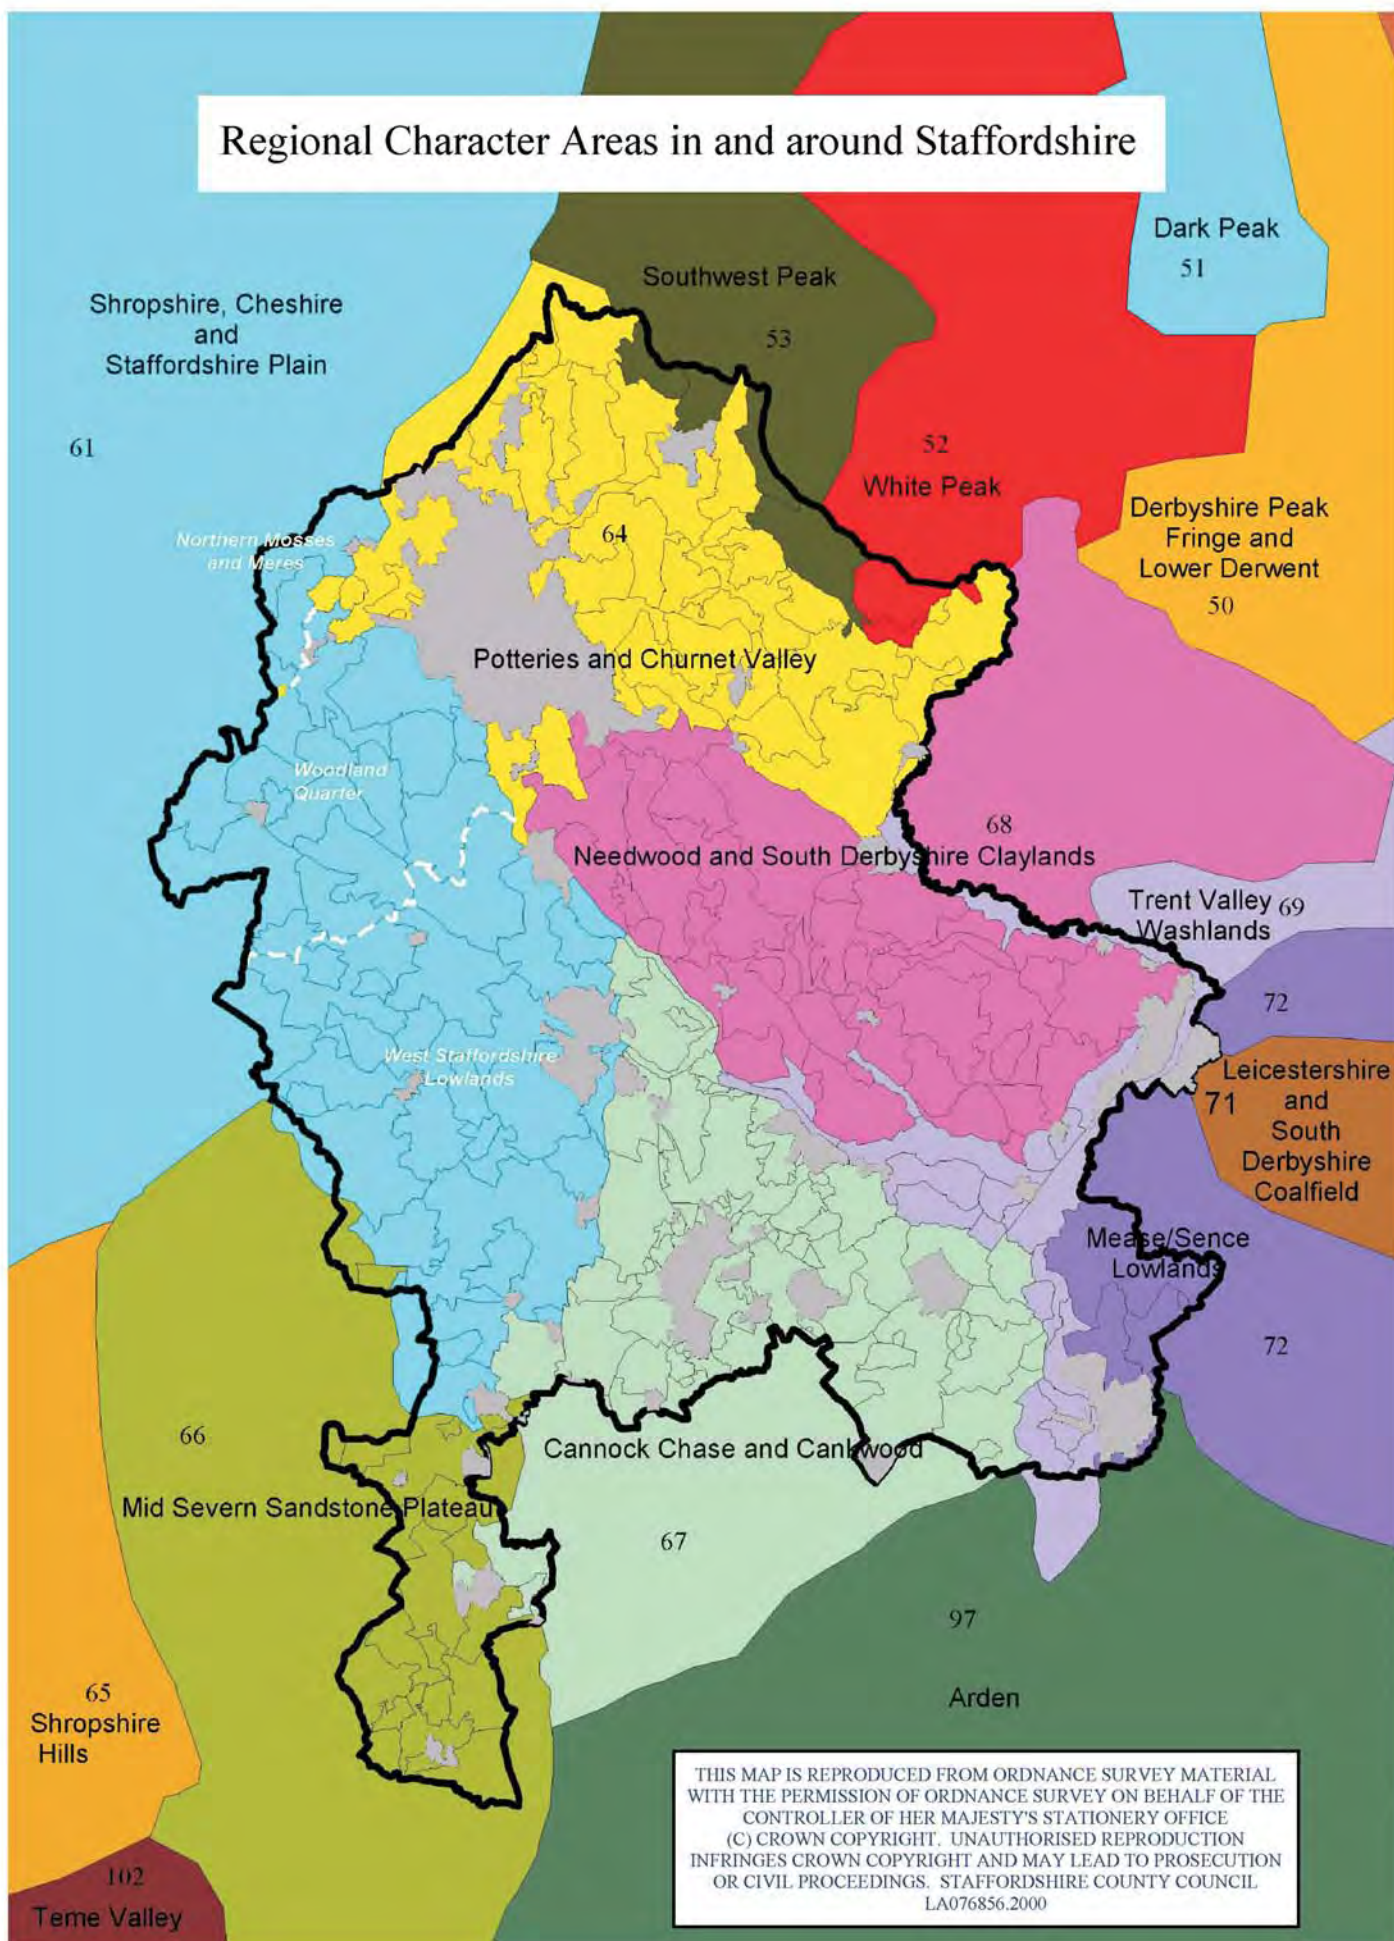 Regional Character Areas in and around Staffordshire
Dark Peak
51
Southwest Peak
53
Shropshire, Cheshire
and
Staffordshire Plain
61
52
White Peak
Derbyshire Peak
Fringe and
Lower Derwent
50
Northern Mosses
and Meres
64
Potteries and Churnet Valley
Woodland
Quarter
68
Needwood and South Derbyshire Claylands
Trent Valley
Washlands
69
72
West Staffordshire
Lowlands
Leicestershire
and
South
Derbyshire
Coalfield
71
Mease/Sence
Lowlands
72
66
Cannock Chase and Cankwood
Mid Severn Sandstone Plateau
67
97
Arden
65
Shropshire
Hills
102
Teme Valley
THIS MAP IS REPRODUCED FROM ORDNANCE SURVEY MATERIAL
WITH THE PERMISSION OF ORDNANCE SURVEY ON BEHALF OF THE
CONTROLLER OF HER MAJESTY'S STATIONERY OFFICE
(C) CROWN COPYRIGHT. UNAUTHORISED REPRODUCTION
INFRINGES CROWN COPYRIGHT AND MAY LEAD TO PROSECUTION
OR CIVIL PROCEEDINGS. STAFFORDSHIRE COUNTY COUNCIL
LA076856.2000